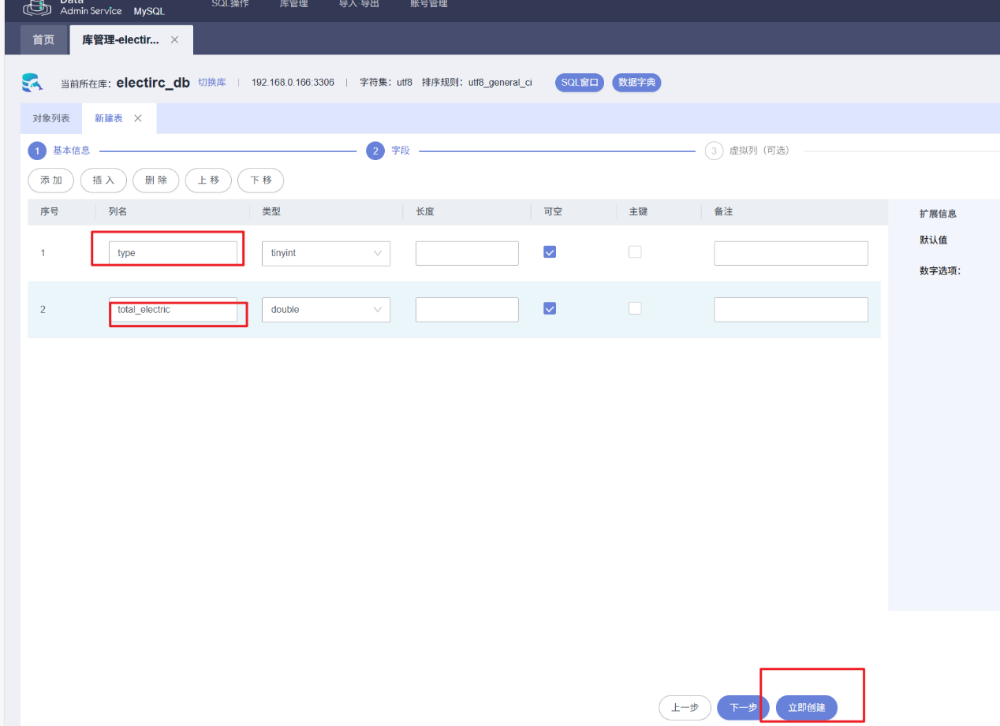 Data
Admin Service MySQL SQL操作 库管理 导入·导出 账号管理
首页 库管理-electir...
当前所在库: electirc_db 切换库 192.168.0.166:3306 字符集: utf8 排序规则: utf8_general_ci SQL窗口 数据字典
对象列表 新建表
1 基本信息 2 字段 3 虚拟列（可选）
添加 插入 删除 上移 下移
序号 列名 类型 长度 可空 主键 备注 扩展信息
默认值
1 type tinyint
数字选项:
2 total_electric double
上一步 下一步 立即创建